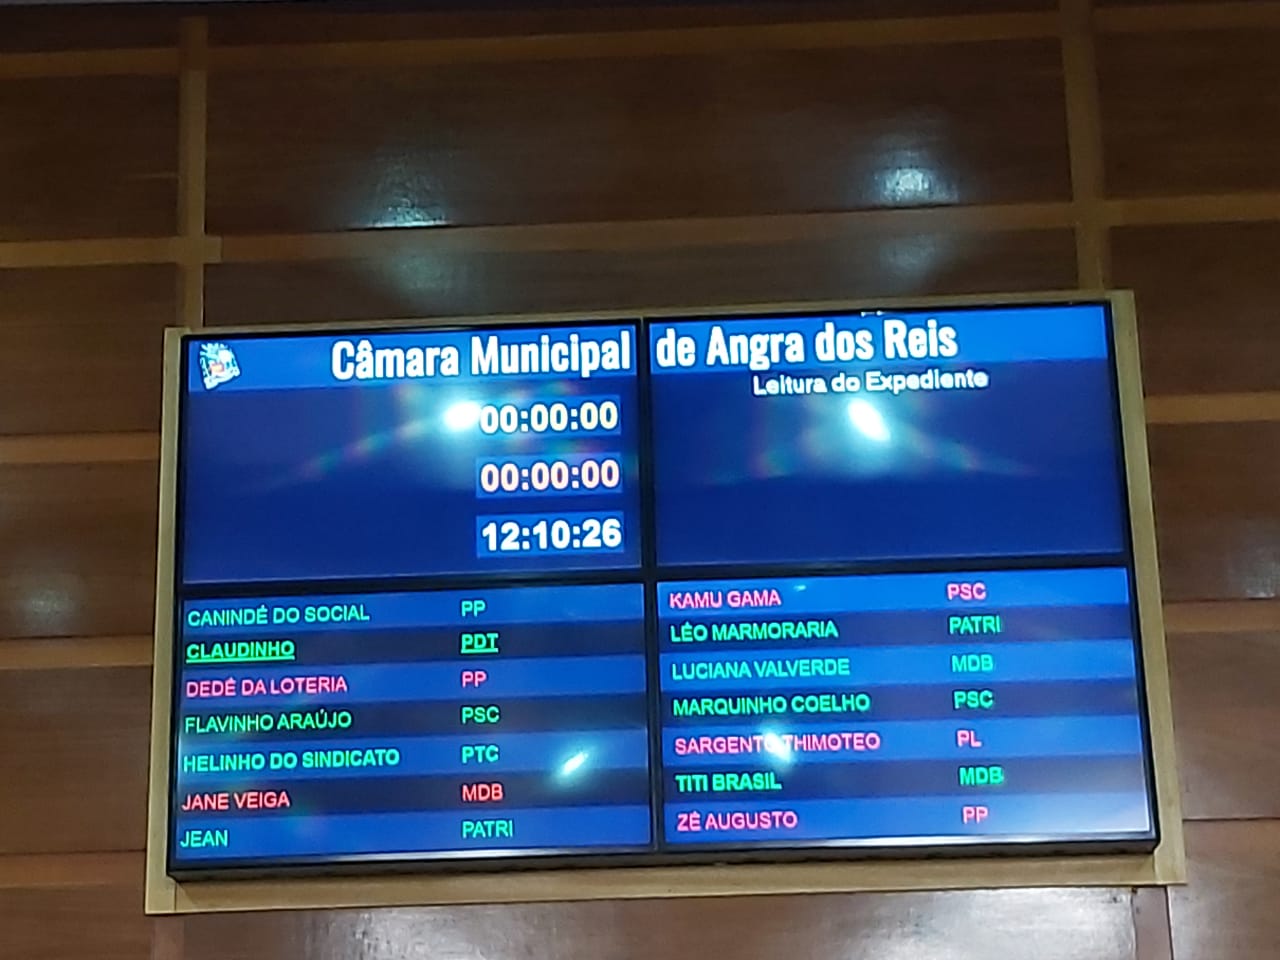 Câmara Municipal de Angra dos Reis
Leitura do Expediente
00:00:00
00:00:00
12:10:26
CANINDÉ DO SOCIAL PP
CLAUDINHO PDT
DEDÉ DA LOTERIA PP
FLAVINHO ARAÚJO PSC
HELINHO DO SINDICATO PTC
JANE VEIGA MDB
JEAN PATRI
KAMU GAMA PSC
LÉO MARMORARIA PATRI
LUCIANA VALVERDE MDB
MARQUINHO COELHO PSC
SARGENTO THIMOTEO PL
TITI BRASIL MDB
ZÉ AUGUSTO PP